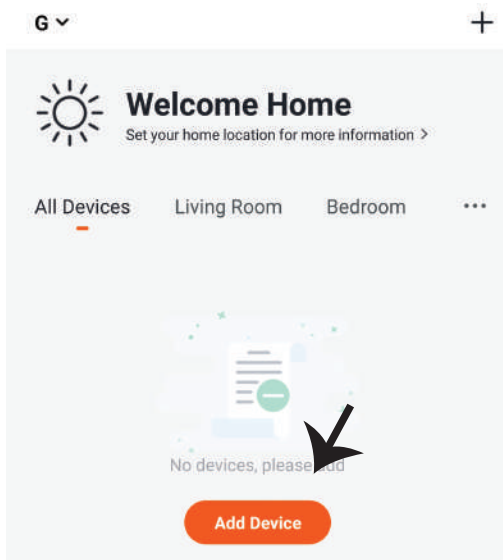 G
Welcome Home
Set your home location for more information >
All Devices Living Room Bedroom ...
No devices, please
Add Device